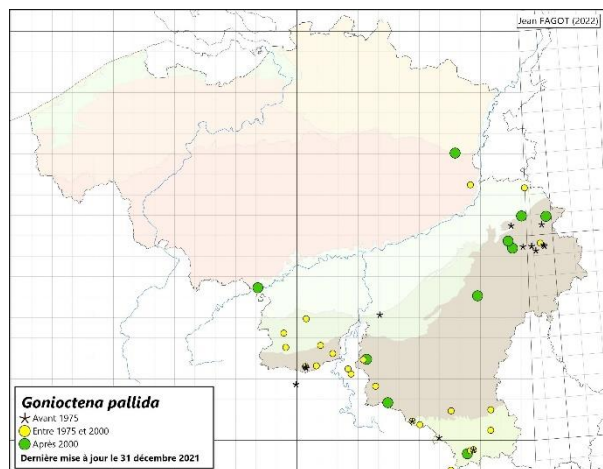 Jean FAGOT (2022)
Gonioctena pallida
Avant 1975
Entre 1975 et 2000
Après 2000
Dernière mise à jour le 31 décembre 2021